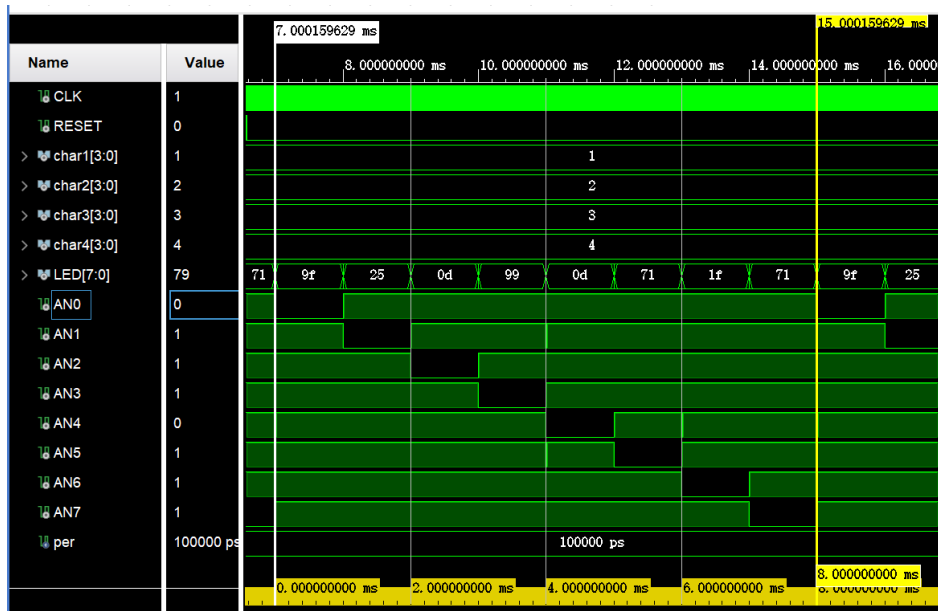 7.000159629 ms
15.000159629 ms
Name Value
8.000000000 ms 10.000000000 ms 12.000000000 ms 14.000000000 ms 16.0000
CLK 1
RESET 0
char1[3:0] 1 1
char2[3:0] 2 2
char3[3:0] 3 3
char4[3:0] 4 4
LED[7:0] 79 71 9f 25 0d 99 0d 71 1f 71 9f 25
AN0 0
AN1 1
AN2 1
AN3 1
AN4 0
AN5 1
AN6 1
AN7 1
per 100000 ps 100000 ps
8.000000000 ms
0.000000000 ms 2.000000000 ms 4.000000000 ms 6.000000000 ms